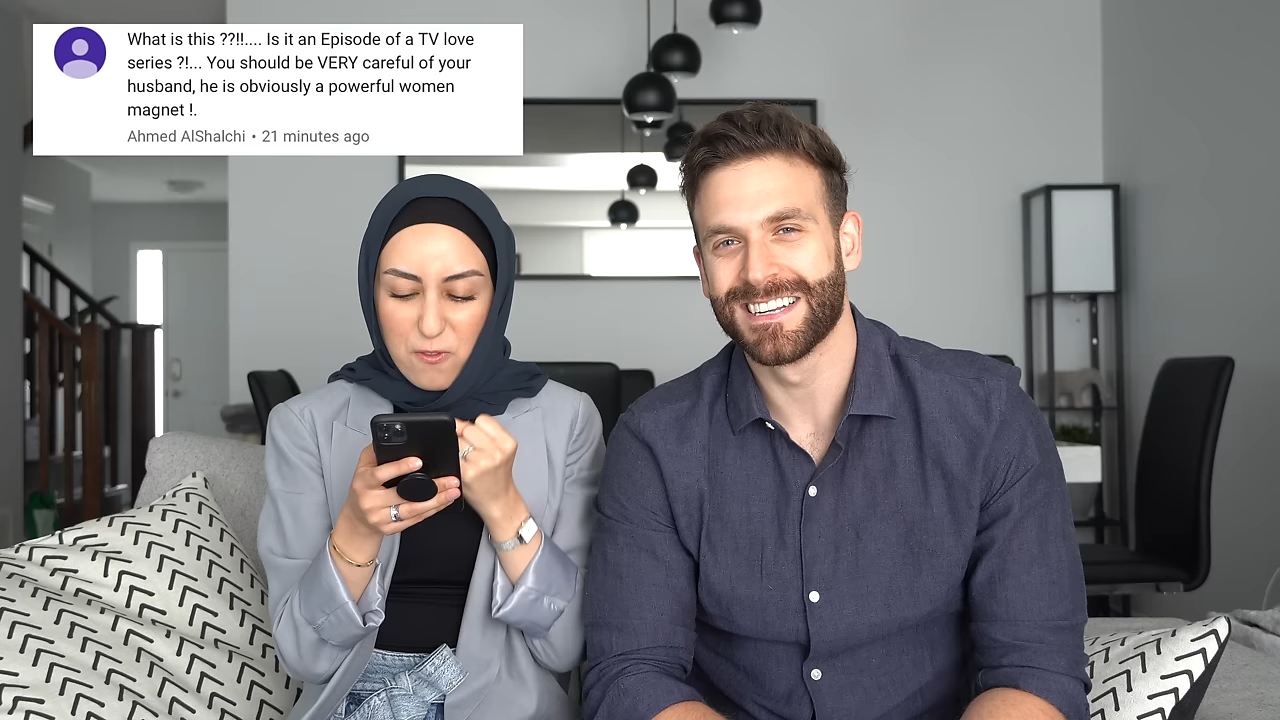 What is this ??!!.... Is it an Episode of a TV love
series ?!... You should be VERY careful of your
husband, he is obviously a powerful women
magnet !.
Ahmed AlShalchi • 21 minutes ago